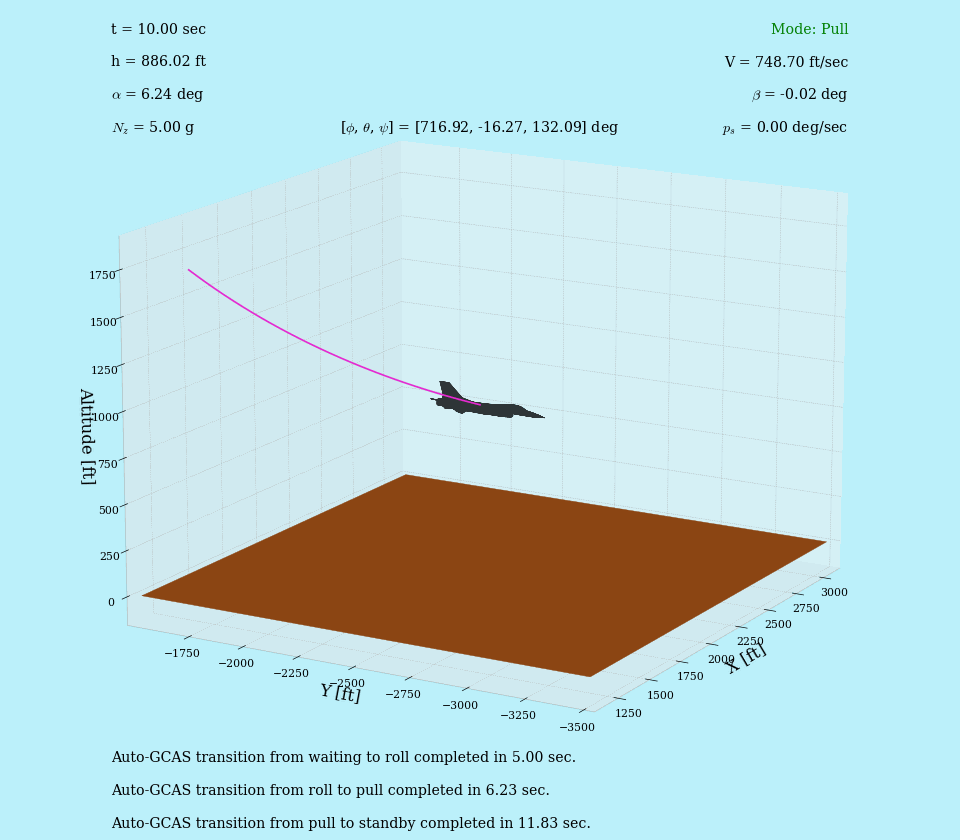 t = 10.00 sec
Mode: Pull
h = 886.02 ft
V = 748.70 ft/sec
α = 6.24 deg
β = -0.02 deg
N_z = 5.00 g
[ϕ, θ, ψ] = [716.92, -16.27, 132.09] deg
p_s = 0.00 deg/sec
1750
1500
1250
1000
750
500
250
0
Altitude [ft]
−1750
−2000
−2250
−2500
−2750
−3000
−3250
−3500
Y [ft]
1250
1500
1750
2000
2250
2500
2750
3000
X [ft]
Auto-GCAS transition from waiting to roll completed in 5.00 sec.
Auto-GCAS transition from roll to pull completed in 6.23 sec.
Auto-GCAS transition from pull to standby completed in 11.83 sec.